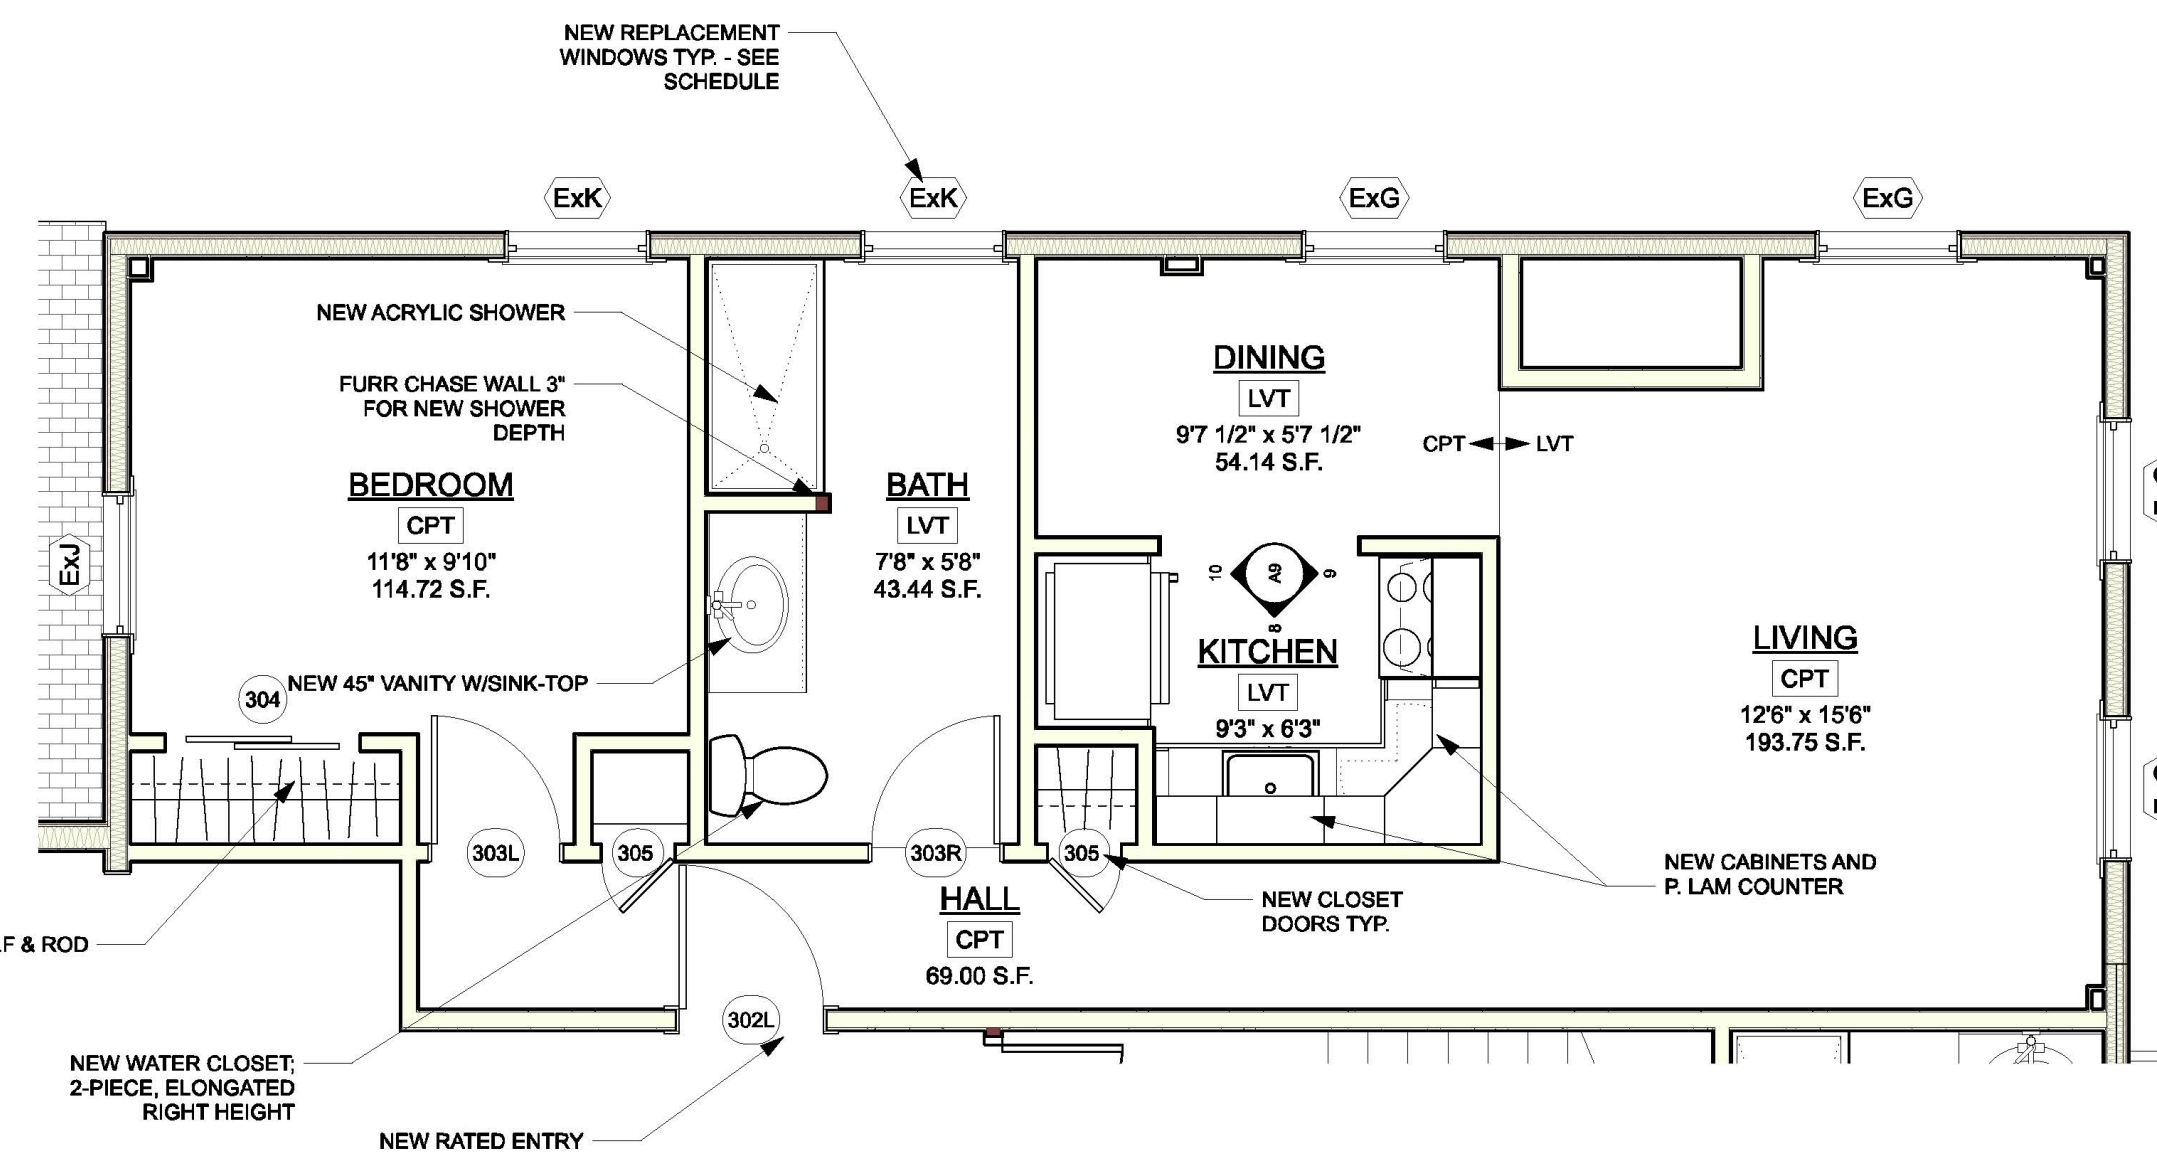 NEW REPLACEMENT
WINDOWS TYP. - SEE
SCHEDULE
ExK
ExK
ExG
ExG
NEW ACRYLIC SHOWER
FURR CHASE WALL 3"
FOR NEW SHOWER
DEPTH
DINING
LVT
9'7 1/2" x 5'7 1/2"
54.14 S.F.
CPT
LVT
BEDROOM
CPT
11'8" x 9'10"
114.72 S.F.
BATH
LVT
7'8" x 5'8"
43.44 S.F.
ExJ
10
A9
9
8
KITCHEN
LVT
9'3" x 6'3"
LIVING
CPT
12'6" x 15'6"
193.75 S.F.
304
NEW 45" VANITY W/SINK-TOP
303L
305
303R
305
NEW CABINETS AND
P. LAM COUNTER
HALL
CPT
69.00 S.F.
NEW CLOSET
DOORS TYP.
F & ROD
302L
NEW WATER CLOSET;
2-PIECE, ELONGATED
RIGHT HEIGHT
NEW RATED ENTRY